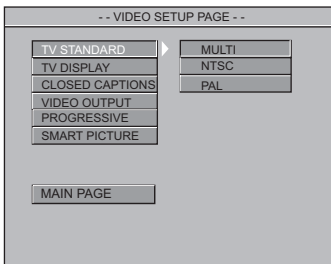 - - VIDEO SETUP PAGE - -
TV STANDARD
TV DISPLAY
CLOSED CAPTIONS
VIDEO OUTPUT
PROGRESSIVE
SMART PICTURE
MAIN PAGE
MULTI
NTSC
PAL